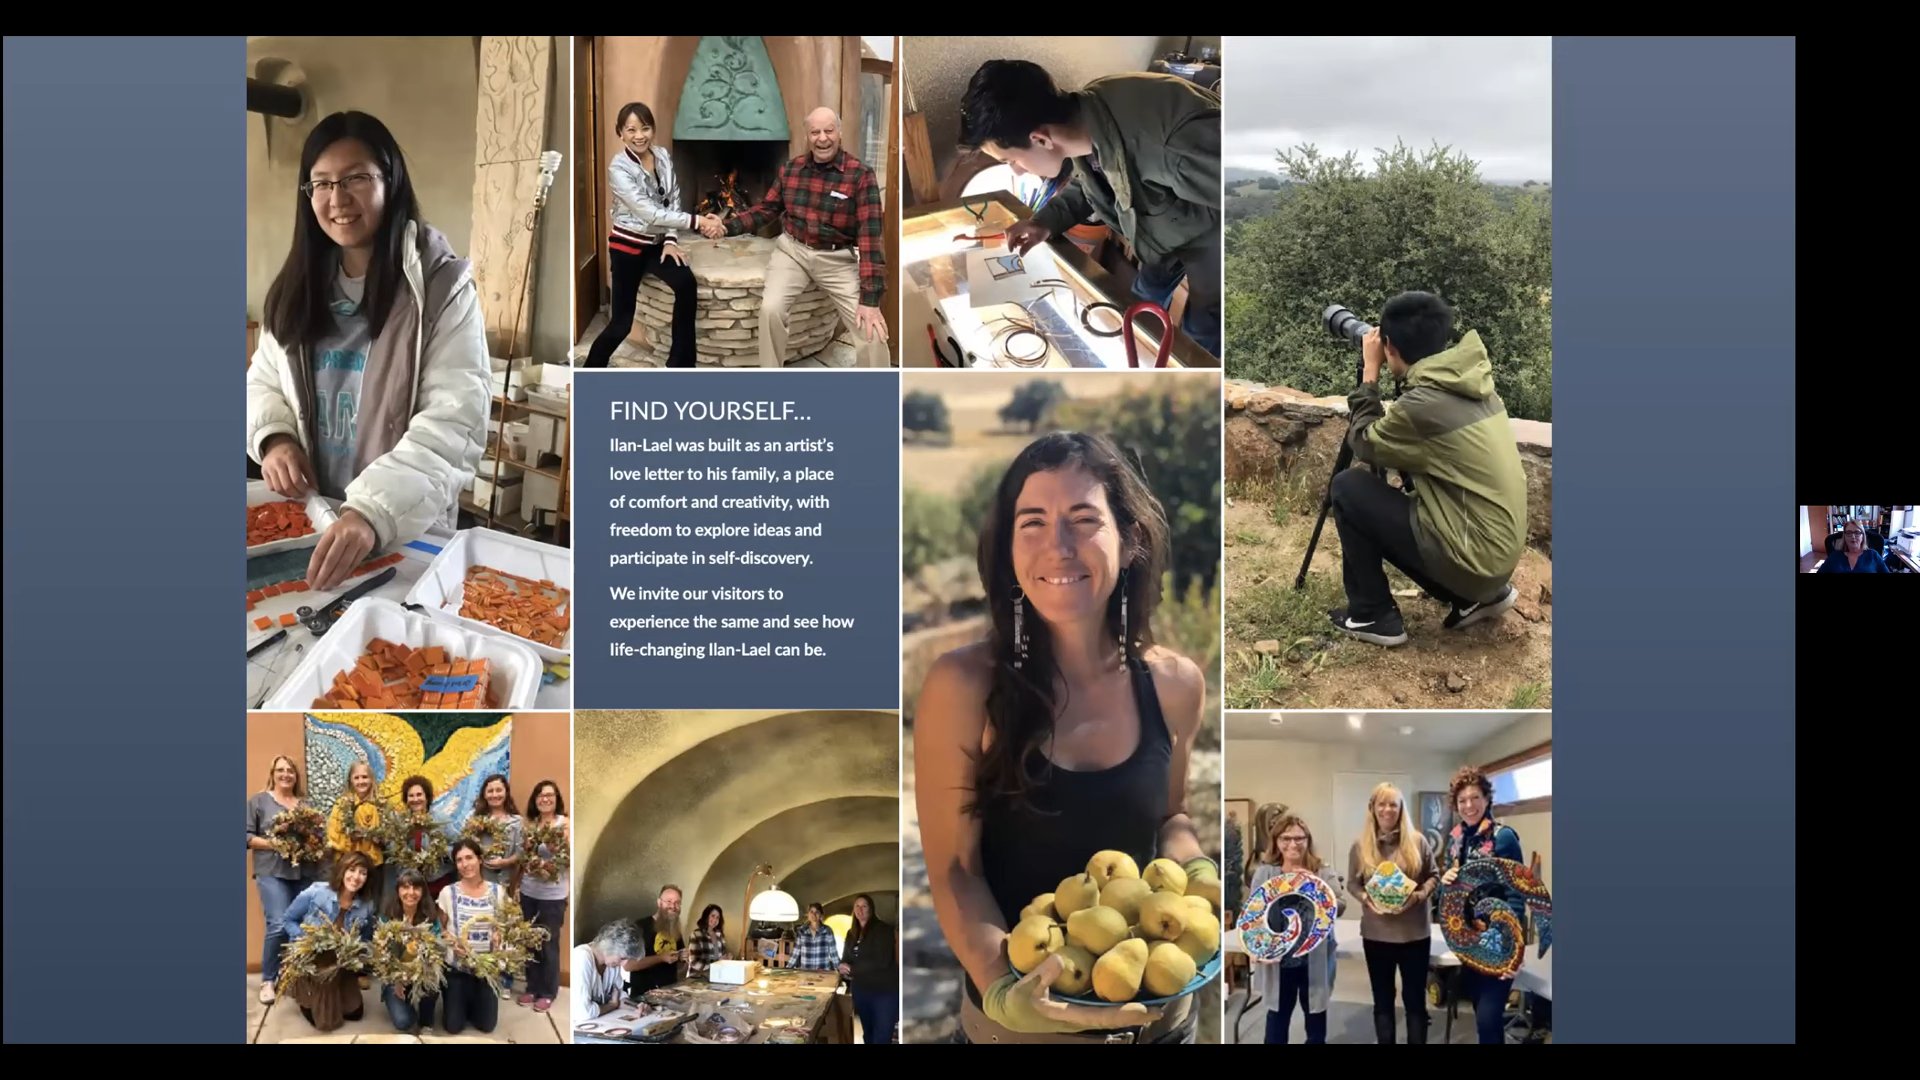 FIND YOURSELF...
Ilan-Lael was built as an artist's
love letter to his family, a place
of comfort and creativity, with
freedom to explore ideas and
participate in self-discovery.
We invite our visitors to
experience the same and see how
life-changing Ilan-Lael can be.